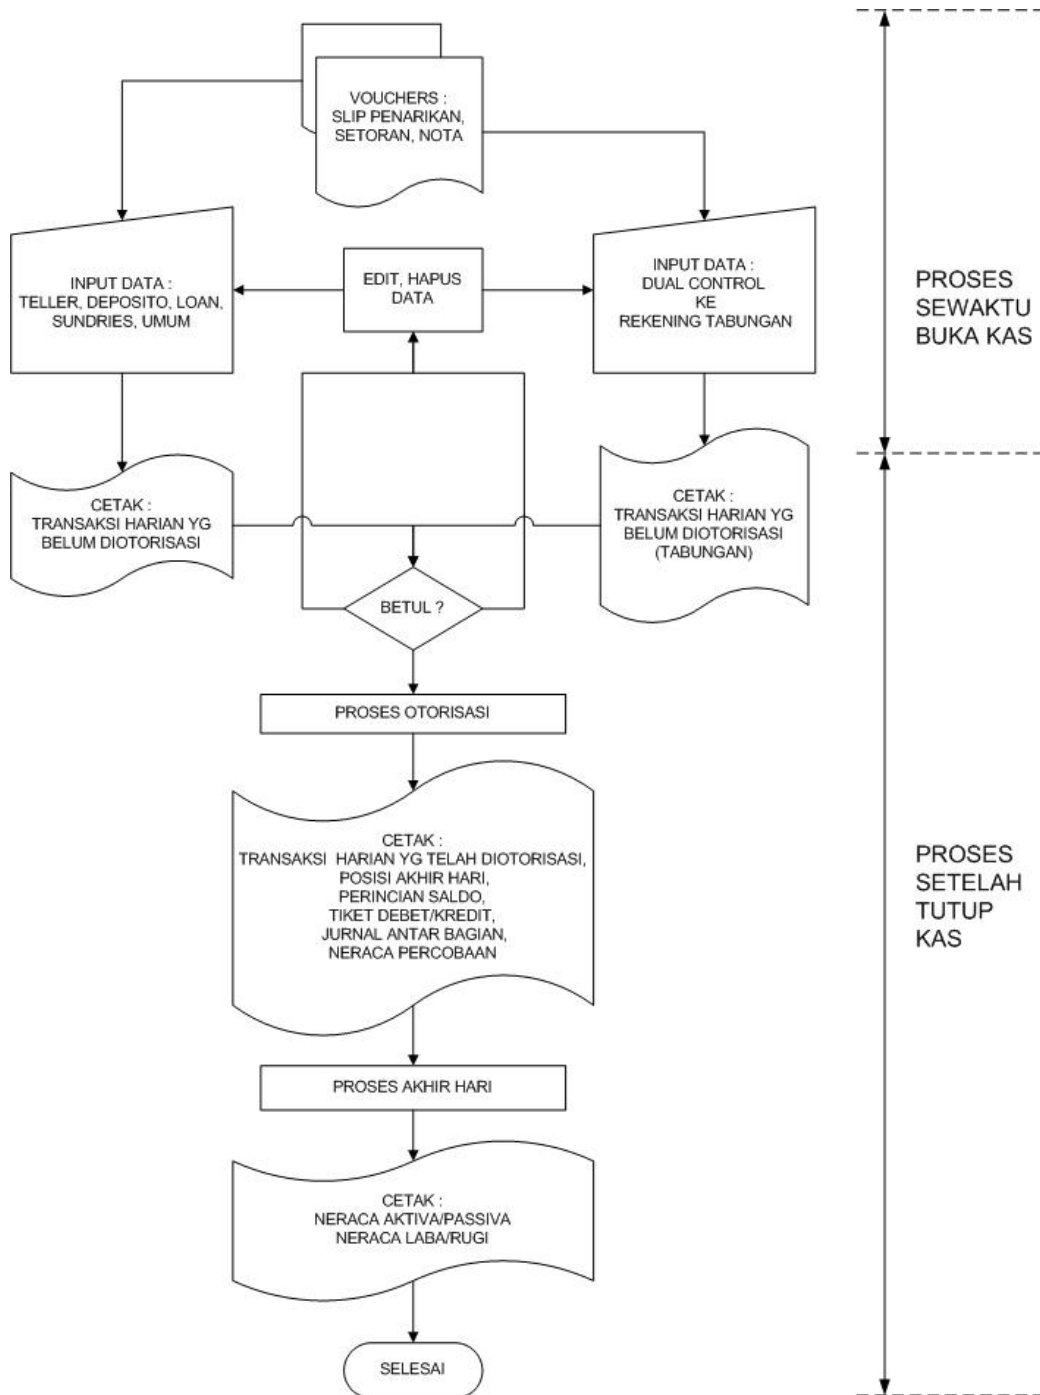 VOUCHERS :
SLIP PENARIKAN,
SETORAN, NOTA
INPUT DATA :
TELLER, DEPOSITO, LOAN,
SUNDRIES, UMUM
EDIT, HAPUS
DATA
INPUT DATA :
DUAL CONTROL
KE
REKENING TABUNGAN
PROSES
SEWAKTU
BUKA KAS
CETAK :
TRANSAKSI HARIAN YG
BELUM DIOTORISASI
CETAK :
TRANSAKSI HARIAN YG
BELUM DIOTORISASI
(TABUNGAN)
BETUL ?
PROSES OTORISASI
CETAK :
TRANSAKSI HARIAN YG TELAH DIOTORISASI,
POSISI AKHIR HARI,
PERINCIAN SALDO,
TIKET DEBET/KREDIT,
JURNAL ANTAR BAGIAN,
NERACA PERCOBAAN
PROSES
SETELAH
TUTUP
KAS
PROSES AKHIR HARI
CETAK :
NERACA AKTIVA/PASSIVA
NERACA LABA/RUGI
SELESAI